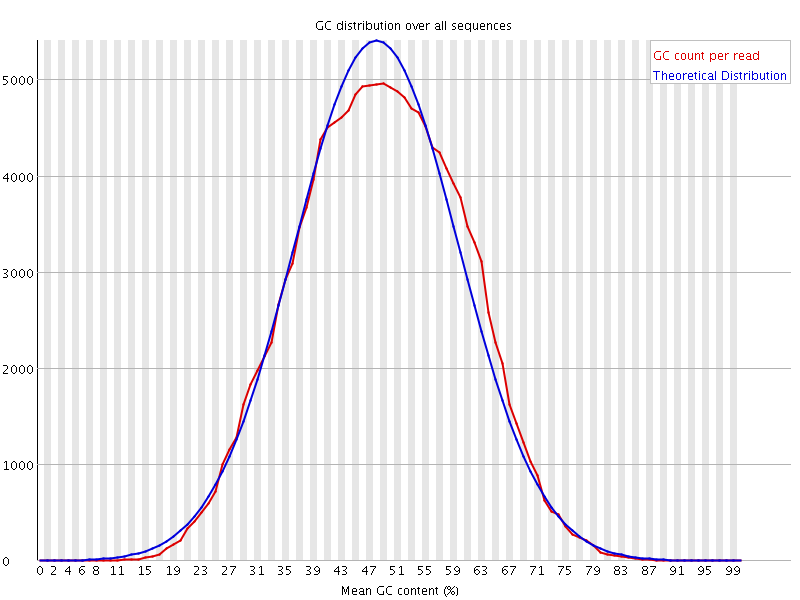 GC distribution over all sequences
GC count per read
Theoretical Distribution
5000
4000
3000
2000
1000
0
0 2 4 6 8 11 15 19 23 27 31 35 39 43 47 51 55 59 63 67 71 75 79 83 87 91 95 99
Mean GC content (%)